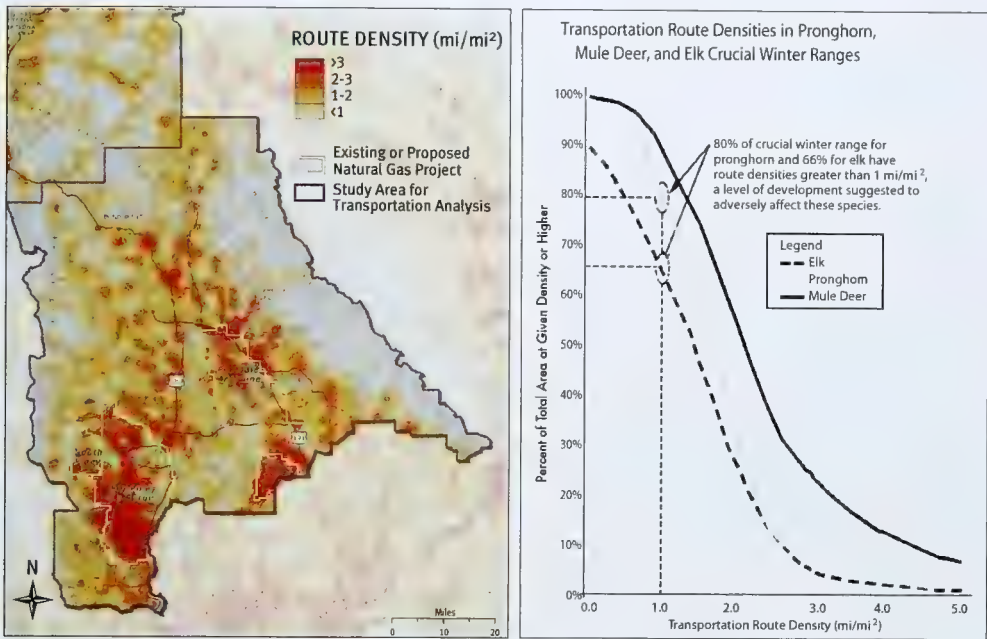 ROUTE DENSITY (mi/mi²)
>3
2-3
1-2
<1
Existing or Proposed
Natural Gas Project
Study Area for
Transportation Analysis
N
Miles
0 10 20
Transportation Route Densities in Pronghorn,
Mule Deer, and Elk Crucial Winter Ranges
100%
90%
80%
70%
60%
50%
40%
30%
20%
10%
0%
Percent of Total Area at Given Density or Higher
80% of crucial winter range for
pronghorn and 66% for elk have
route densities greater than 1 mi/mi²,
a level of development suggested to
adversely affect these species.
Legend
Elk
Pronghorn
Mule Deer
0.0 1.0 2.0 3.0 4.0 5.0
Transportation Route Density (mi/mi²)